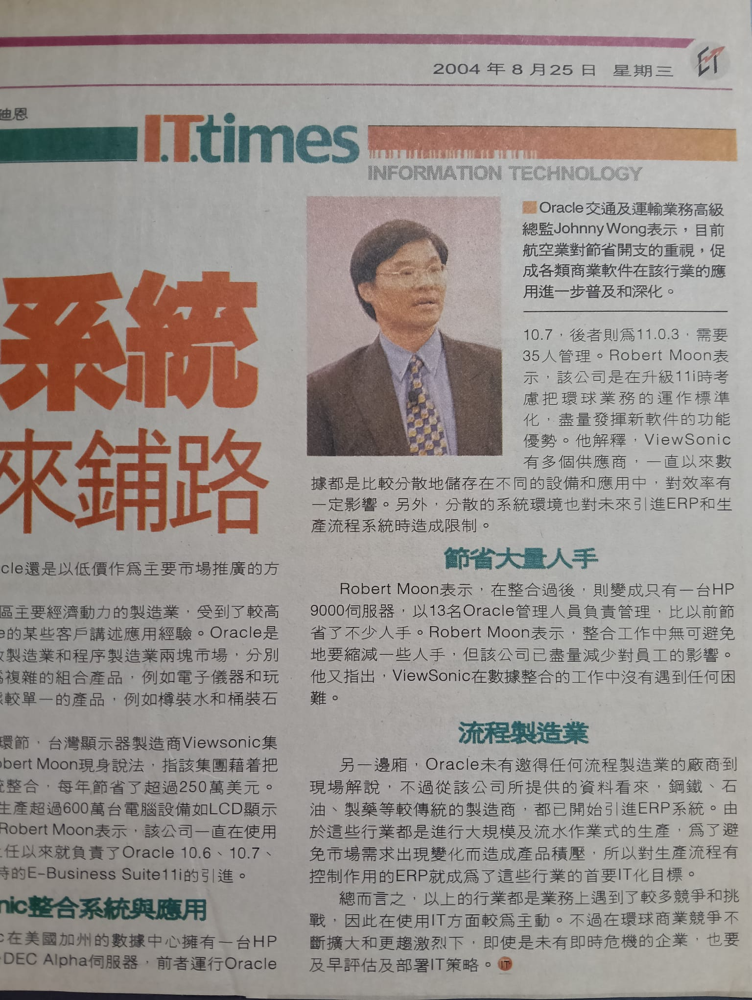 2004年8月25日 星期三
ET
迪恩
I.T.times
INFORMATION TECHNOLOGY
系統
來鋪路
cle還是以低價作爲主要市場推廣的方
區主要經濟動力的製造業，受到了較高
e的某些客戶講述應用經驗。Oracle是
製造業和程序製造業兩塊市場，分別
複雜的組合產品，例如電子儀器和玩
較單一的產品，例如樽裝水和桶裝石
環節，台灣顯示器製造商Viewsonic集
obert Moon現身說法，指該集團藉着把
整合，每年節省了超過250萬美元。
生產超過600萬台電腦設備如LCD顯示
Robert Moon表示，該公司一直在使用
任以來就負責了Oracle 10.6、10.7、
時的E-Business Suite11i的引進。
nic整合系統與應用
c在美國加州的數據中心擁有一台HP
DEC Alpha伺服器，前者運行Oracle
Oracle交通及運輸業務高級
總監Johnny Wong表示，目前
航空業對節省開支的重視，促
成各類商業軟件在該行業的應
用進一步普及和深化。
10.7，後者則爲11.0.3，需要
35人管理。Robert Moon表
示，該公司是在升級11i時考
慮把環球業務的運作標準
化，盡量發揮新軟件的功能
優勢。他解釋，ViewSonic
有多個供應商，一直以來數
據都是比較分散地儲存在不同的設備和應用中，對效率有
一定影響。另外，分散的系統環境也對未來引進ERP和生
產流程系統時造成限制。
節省大量人手
Robert Moon表示，在整合過後，則變成只有一台HP
9000伺服器，以13名Oracle管理人員負責管理，比以前節
省了不少人手。Robert Moon表示，整合工作中無可避免
地要縮減一些人手，但該公司已盡量減少對員工的影響。
他又指出，ViewSonic在數據整合的工作中沒有遇到任何困
難。
流程製造業
另一邊廂，Oracle未有邀得任何流程製造業的廠商到
現場解說，不過從該公司所提供的資料看來，鋼鐵、石
油、製藥等較傳統的製造商，都已開始引進ERP系統。由
於這些行業都是進行大規模及流水作業式的生產，爲了避
免市場需求出現變化而造成產品積壓，所以對生產流程有
控制作用的ERP就成爲了這些行業的首要IT化目標。
總而言之，以上的行業都是業務上遇到了較多競爭和挑
戰，因此在使用IT方面較爲主動。不過在環球商業競爭不
斷擴大和更趨激烈下，即使是未有即時危機的企業，也要
及早評估及部署IT策略。IT